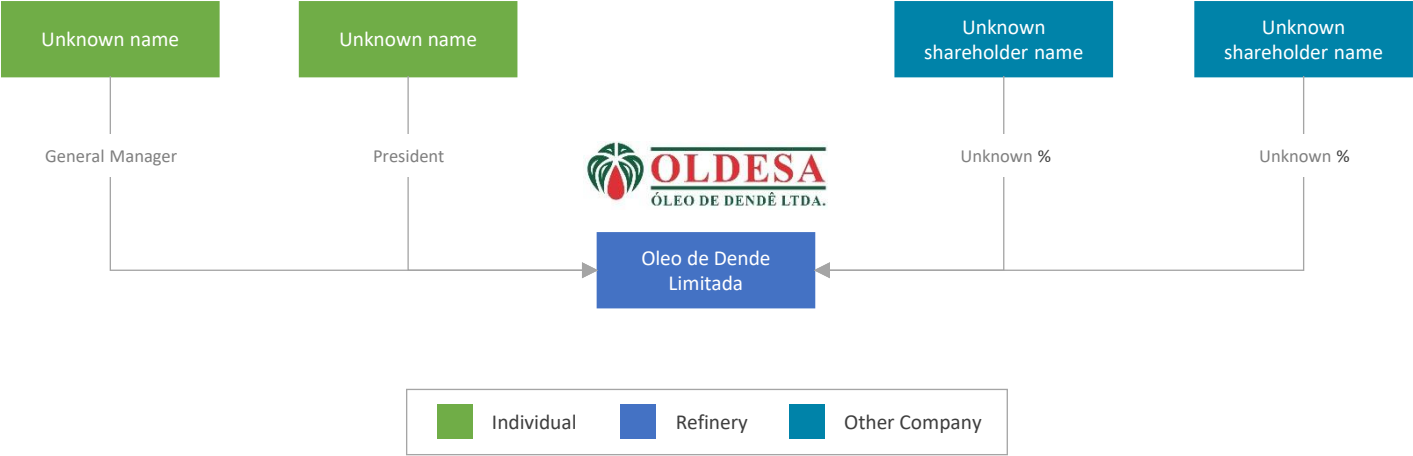 Unknown name
Unknown name
Unknown
shareholder name
Unknown
shareholder name
General Manager
President
Unknown %
Unknown %
OLDESA
ÓLEO DE DENDÊ LTDA.
Oleo de Dende
Limitada
Individual
Refinery
Other Company